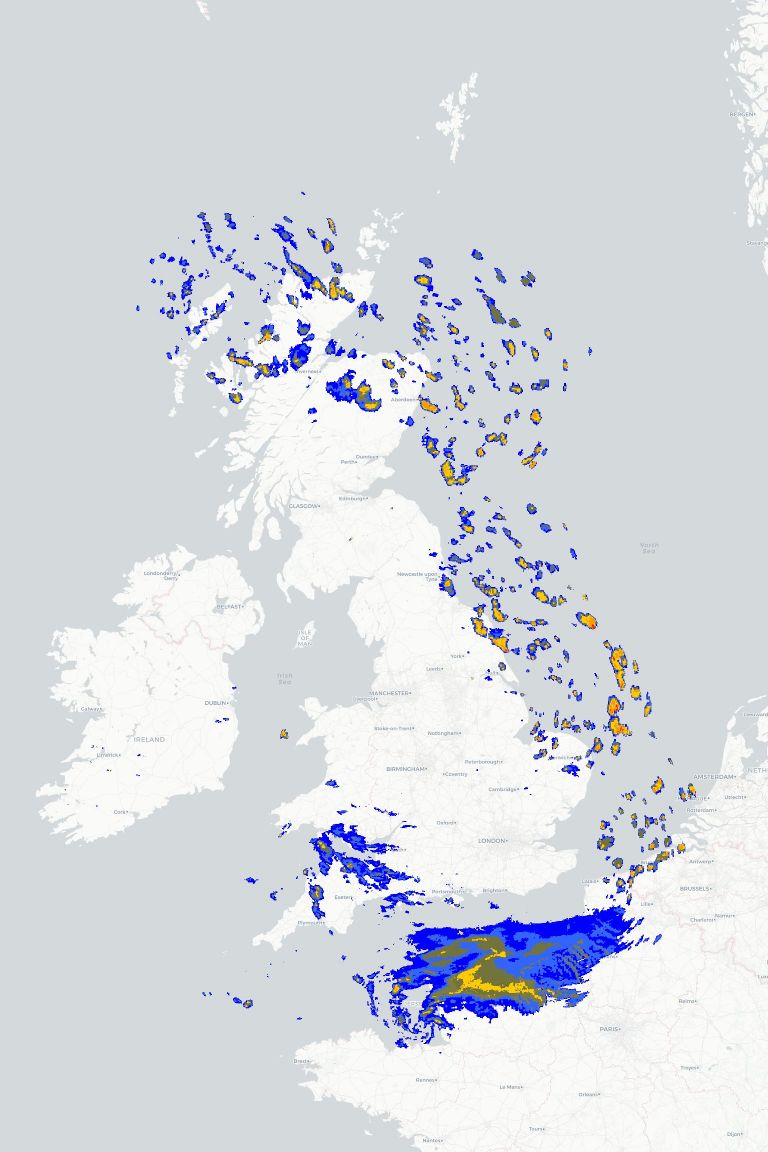 BERGEN
Inverness
Aberdeen
Dundee
Perth
Edinburgh
GLASGOW
North
Sea
Londonderry/
Derry
Newcastle upon
Tyne
BELFAST
ISLE
OF
MAN
York
Leeds
Irish
Sea
MANCHESTER
Liverpool
DUBLIN
Galway
Stoke-on-Trent
Nottingham
IRELAND
Limerick
Norwich
Peterborough
BIRMINGHAM
Coventry
AMSTERDAM
NETH
Cambridge
Utrecht
Rotterdam
Cork
Oxford
LONDON
Antwerp
Calais
BRUSSELS
Portsmouth
Brighton
Exeter
Lille
Charleroi
Namur
Plymouth
Reims
PARIS
Brest
Rennes
Le Mans
Troyes
Orléans
Tours
Nantes
Dijon